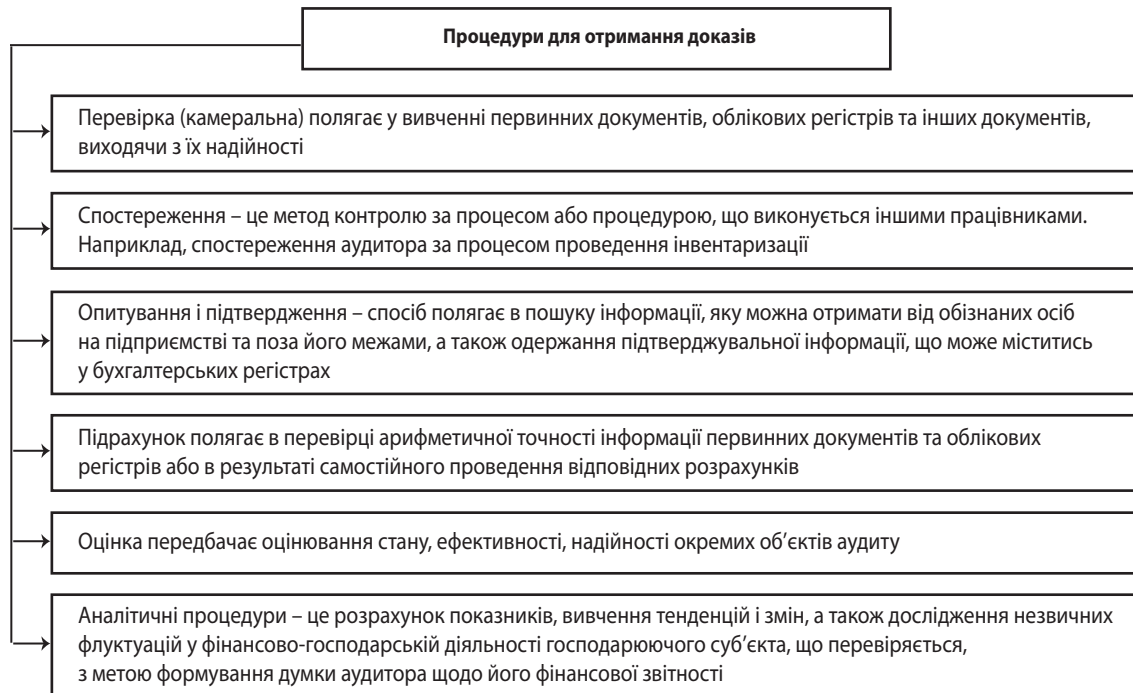 Процедури для отримання доказів
Перевірка (камеральна) полягає у вивченні первинних документів, облікових регістрів та інших документів,
виходячи з їх надійності
Спостереження – це метод контролю за процесом або процедурою, що виконується іншими працівниками.
Наприклад, спостереження аудитора за процесом проведення інвентаризації
Опитування і підтвердження – спосіб полягає в пошуку інформації, яку можна отримати від обізнаних осіб
на підприємстві та поза його межами, а також одержання підтверджувальної інформації, що може міститись
у бухгалтерських регістрах
Підрахунок полягає в перевірці арифметичної точності інформації первинних документів та облікових
регістрів або в результаті самостійного проведення відповідних розрахунків
Оцінка передбачає оцінювання стану, ефективності, надійності окремих об’єктів аудиту
Аналітичні процедури – це розрахунок показників, вивчення тенденцій і змін, а також дослідження незвичних
флуктуацій у фінансово-господарській діяльності господарюючого суб’єкта, що перевіряється,
з метою формування думки аудитора щодо його фінансової звітності